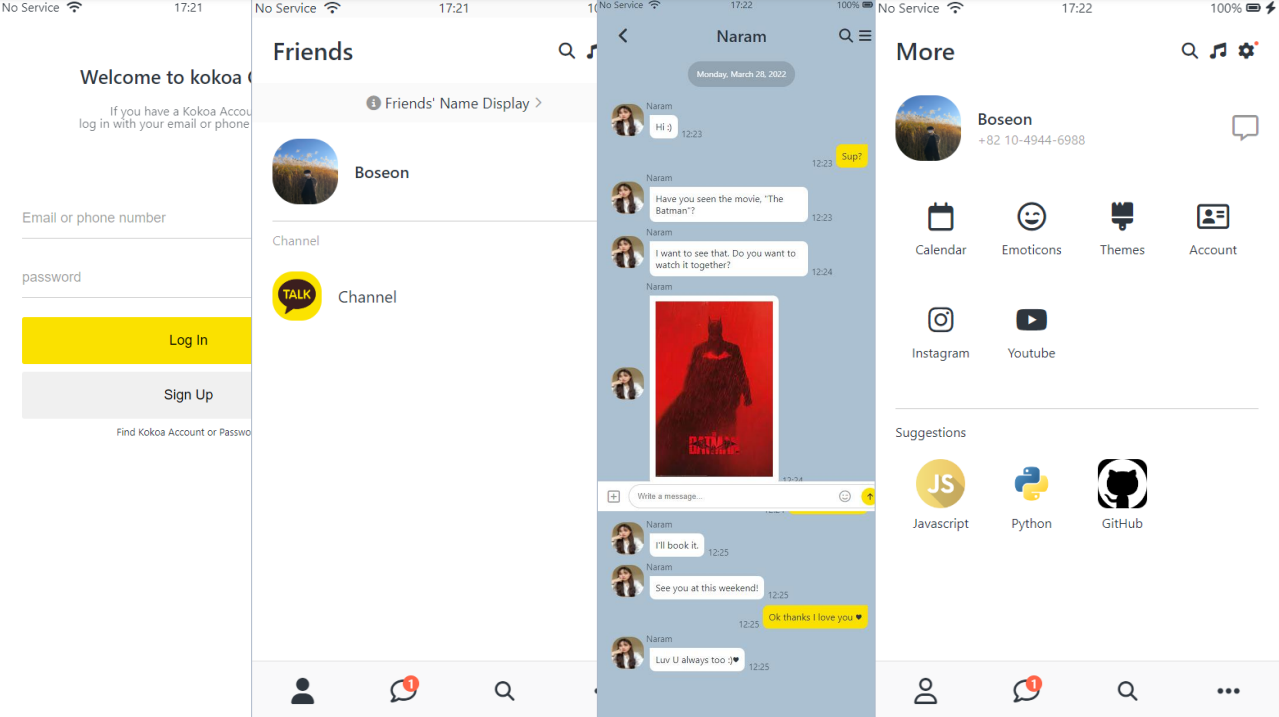 No Service 17:21
Welcome to kokoa
If you have a Kokoa Accou
log in with your email or phone
Email or phone number
password
Log In
Sign Up
Find Kokoa Account or Passwo
No Service 17:21
Friends
Friends' Name Display
Boseon
Channel
TALK
Channel
1
No Service 17:22 100%
Naram
Monday, March 28, 2022
Naram
Hi :)
12:23
Sup?
12:23
Naram
Have you seen the movie, "The
Batman"?
12:23
Naram
I want to see that. Do you want to
watch it together?
12:24
Naram
BATMAN
12:24
Write a message...
12:24
Naram
I'll book it.
12:25
Naram
See you at this weekend!
12:25
Ok thanks I love you ♥
12:25
Naram
Luv U always too :)♥
12:25
No Service 17:22 100%
More
Boseon
+82 10-4944-6988
Calendar Emoticons Themes Account
Instagram Youtube
Suggestions
JS
Javascript Python GitHub
1